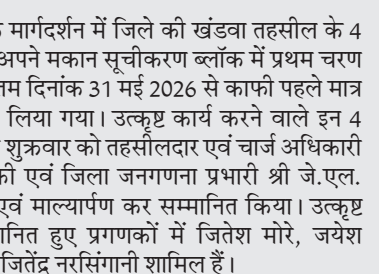 मार्गदर्शन में जिले की खंडवा तहसील के 4
अपने मकान सूचीकरण ब्लॉक में प्रथम चरण
दिनांक 31 मई 2026 से काफी पहले मात्र
लिया गया। उत्कृष्ट कार्य करने वाले इन 4
शुक्रवार को तहसीलदार एवं चार्ज अधिकारी
एवं जिला जनगणना प्रभारी श्री जे.एल.
एवं माल्यार्पण कर सम्मानित किया। उत्कृष्ट
हुए प्रगणकों में जितेश मोरे, जयेश
जितेंद्र नरसिंगानी शामिल हैं।